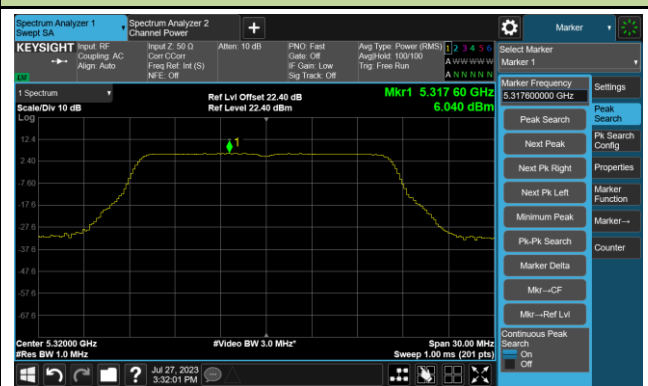 Spectrum Analyzer 1
Swept SA
Spectrum Analyzer 2
Channel Power
+
Marker
KEYSIGHT
Input: RF
Coupling: AC
Align: Auto
Input Z: 50 Ω
Corr CCorr
Freq Ref: Int (S)
NFE: Off
Atten: 10 dB
PNO: Fast
Gate: Off
IF Gain: Low
Sig Track: Off
Avg Type: Power (RMS)
Avg|Hold: 100/100
Trig: Free Run
1 2 3 4 5 6
A W W W W W
A N N N N N
Select Marker
Marker 1
1 Spectrum
Scale/Div 10 dB
Log
Ref Lvl Offset 22.40 dB
Ref Level 22.40 dBm
Mkr1 5.317 60 GHz
6.040 dBm
12.4
2.40
-7.60
-17.6
-27.6
-37.6
-47.6
-57.6
-67.6
1
Center 5.32000 GHz
#Res BW 1.0 MHz
#Video BW 3.0 MHz*
Span 30.00 MHz
Sweep 1.00 ms (201 pts)
Marker Frequency
5.317600000 GHz
Peak Search
Next Peak
Next Pk Right
Next Pk Left
Minimum Peak
Pk-Pk Search
Marker Delta
Mkr→CF
Mkr→Ref Lvl
Continuous Peak
Search
On
Off
Settings
Peak
Search
Pk Search
Config
Properties
Marker
Function
Marker→
Counter
?
Jul 27, 2023
3:32:01 PM